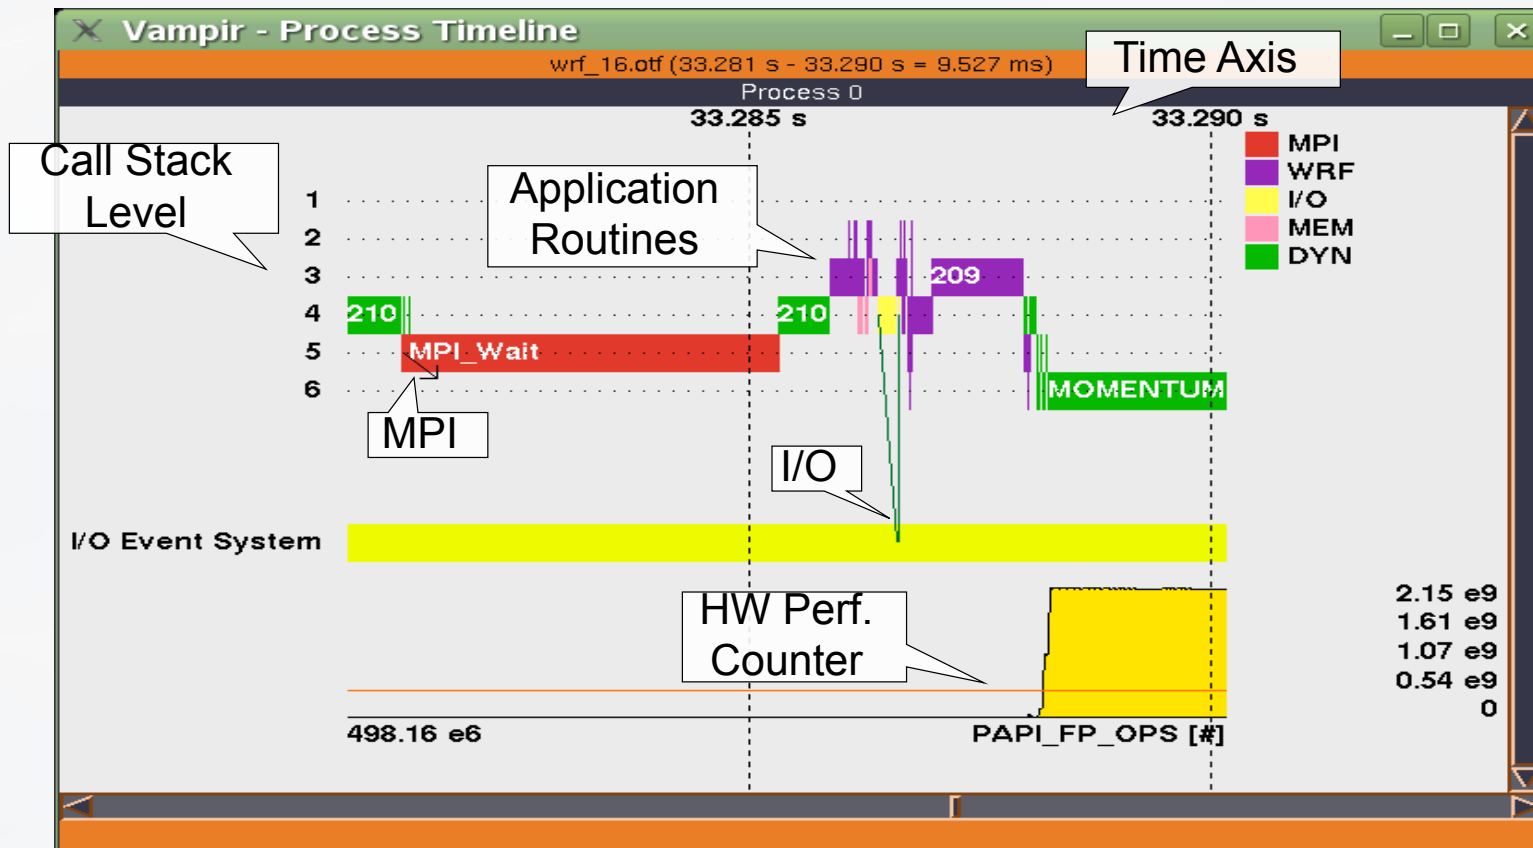 Vampir - Process Timeline
wrf_16.otf (33.281 s - 33.290 s = 9.527 ms)
Time Axis
Process 0
33.285 s
33.290 s
MPI
WRF
I/O
MEM
DYN
Call Stack
Level
Application
Routines
1
2
3
209
4
210
210
5
MPI_Wait
6
MOMENTUM
MPI
I/O
I/O Event System
HW Perf.
Counter
2.15 e9
1.61 e9
1.07 e9
0.54 e9
0
498.16 e6
PAPI_FP_OPS [#]